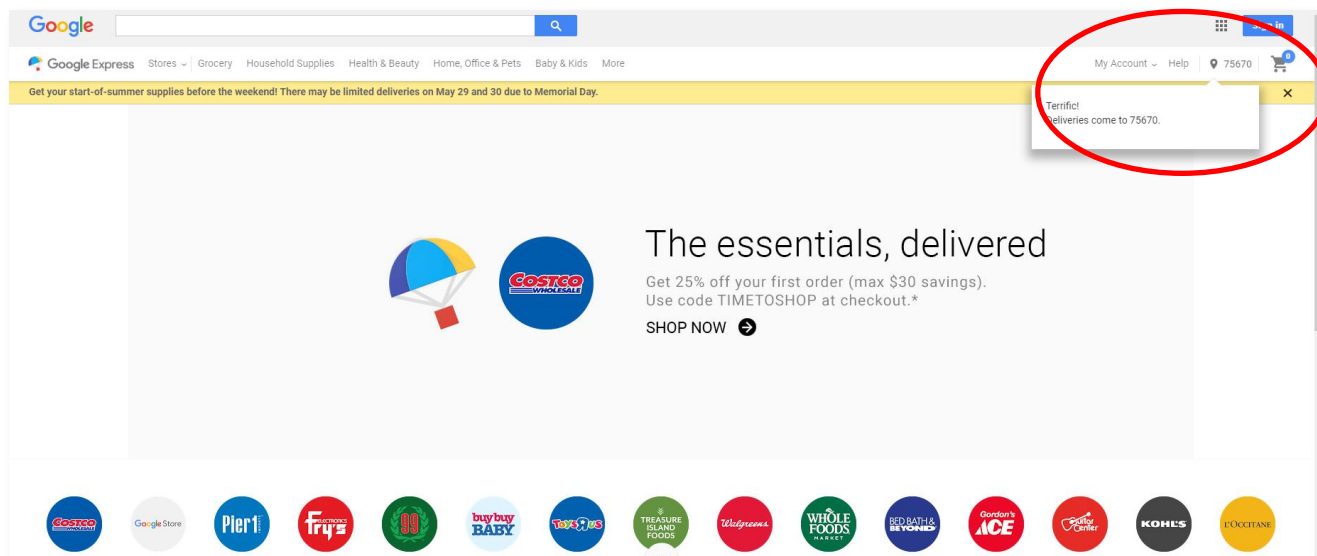 Google
Sign in
Google Express Stores Grocery Household Supplies Health & Beauty Home, Office & Pets Baby & Kids More My Account Help 75670 0
Get your start-of-summer supplies before the weekend! There may be limited deliveries on May 29 and 30 due to Memorial Day.
Terrific!
Deliveries come to 75670.
The essentials, delivered
COSTCO
WHOLESALE
Get 25% off your first order (max $30 savings).
Use code TIMETOSHOP at checkout.*
SHOP NOW
COSTCO
WHOLESALE
Google Store
Pier1
Fry's
ELECTRONICS
99
buybuy
BABY
Toys R Us
TREASURE
ISLAND
FOODS
Walgreens
WHOLE
FOODS
MARKET
BED BATH &
BEYOND
Gordon's
ACE
Guitar
Center
KOHL'S
L'OCCITANE